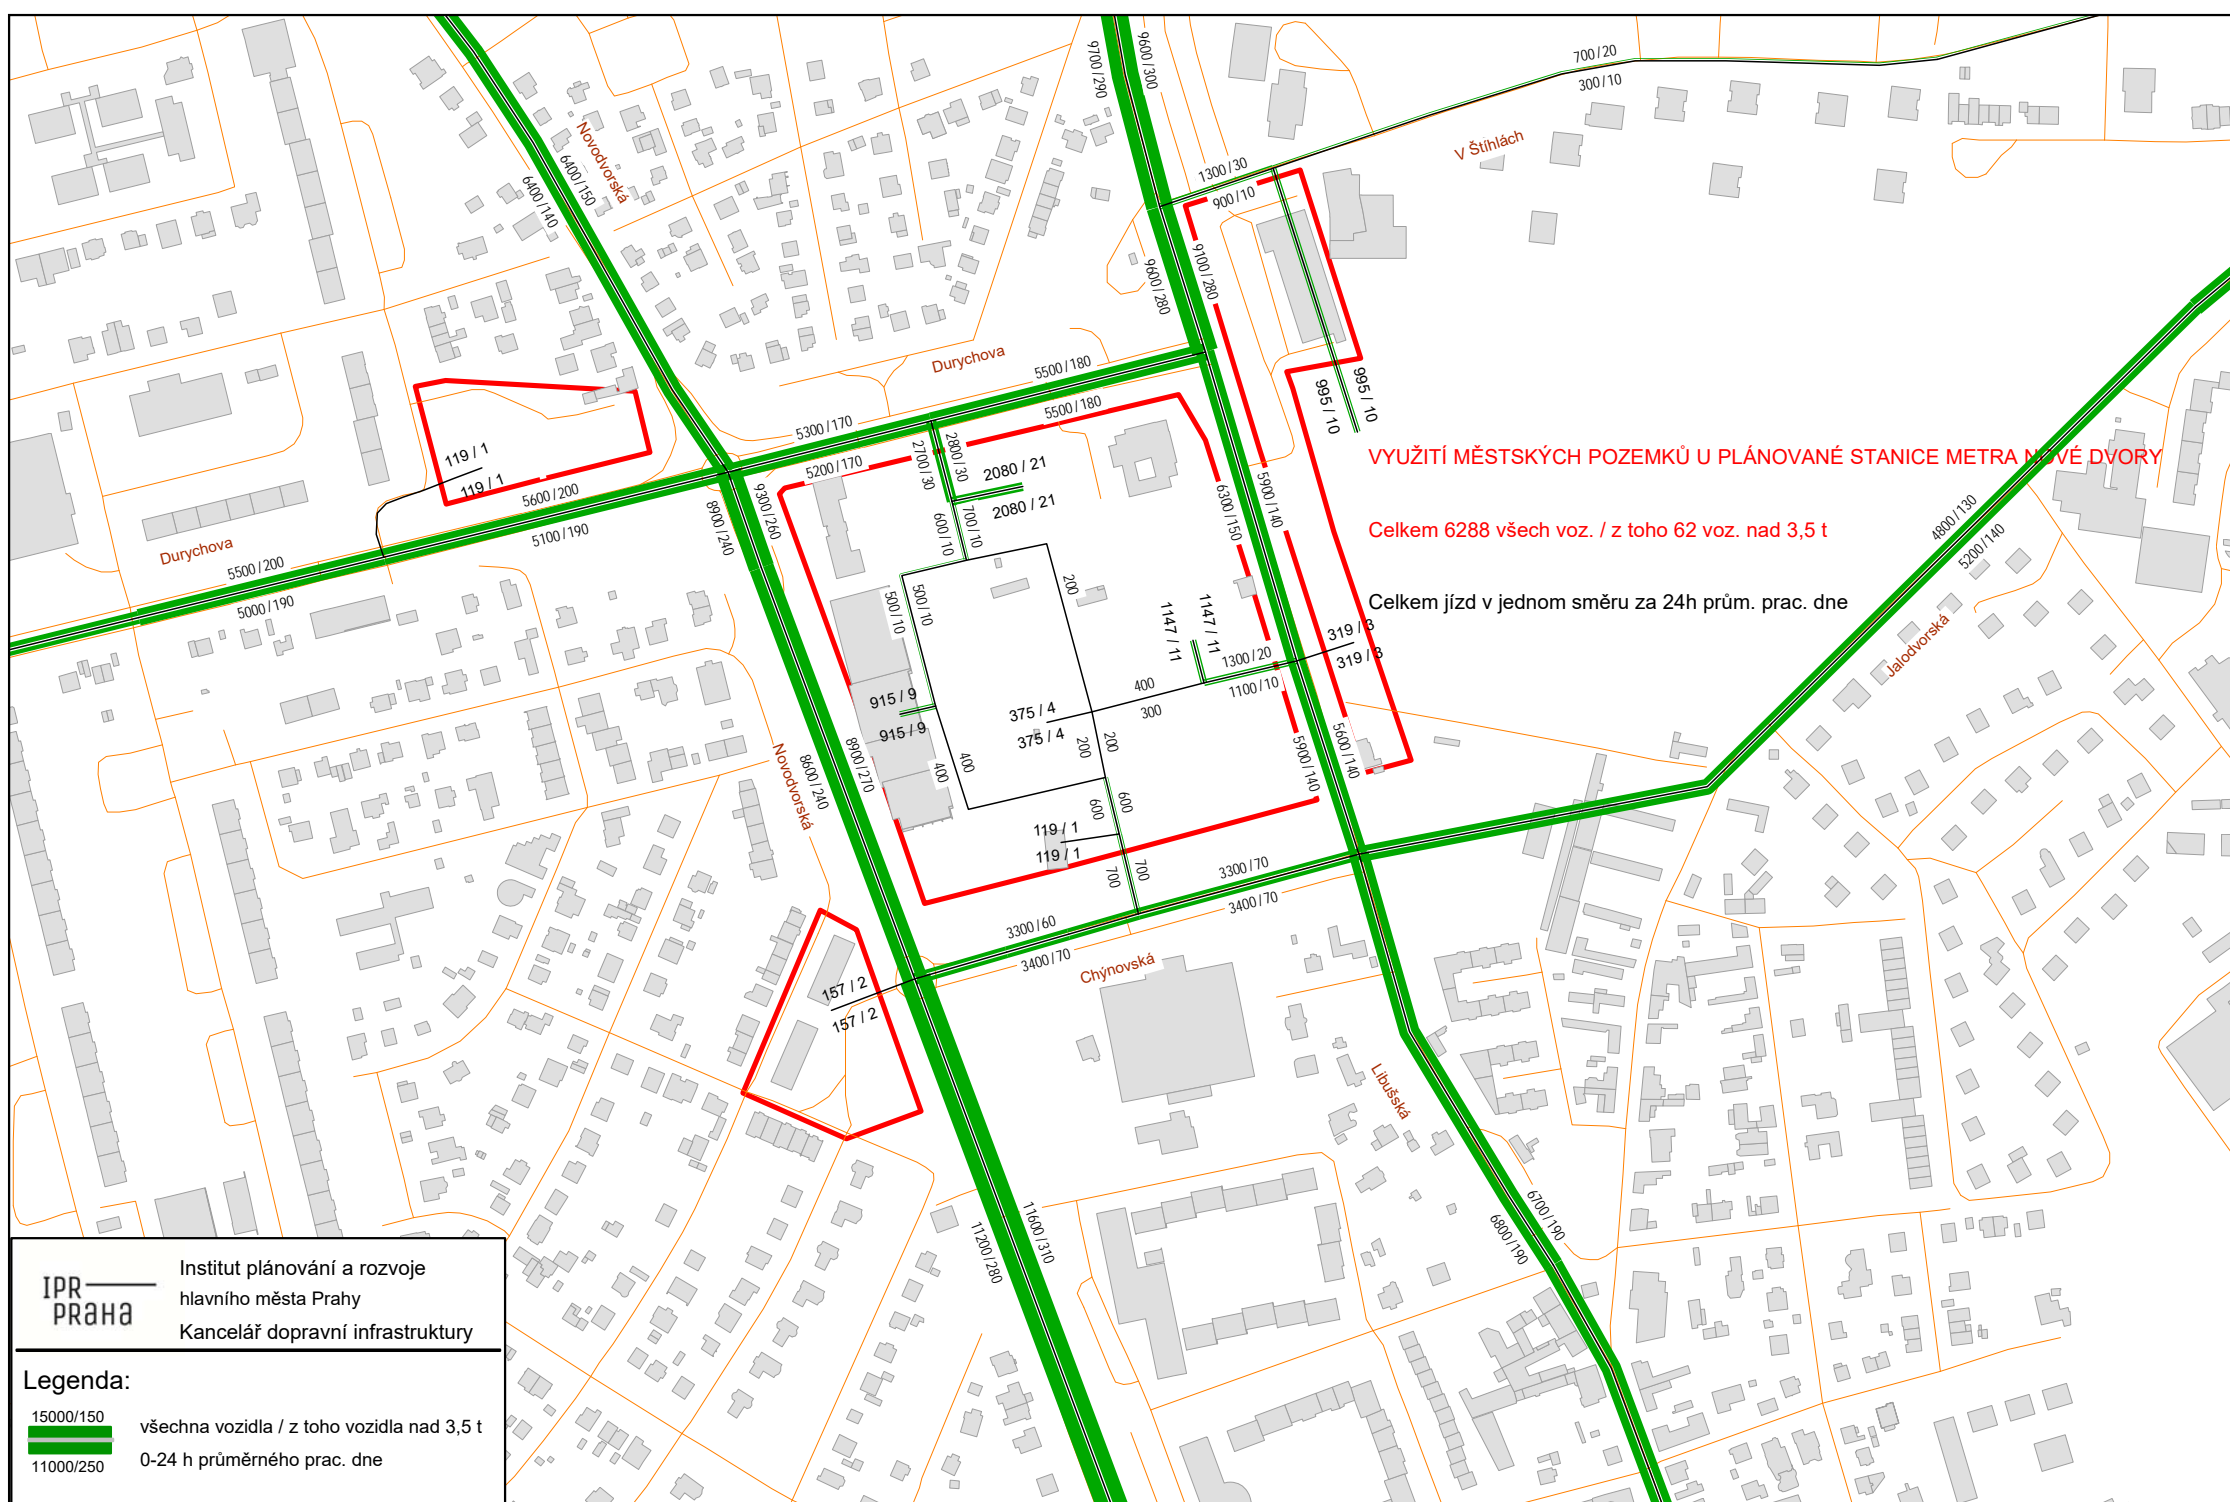 9700/290
9600/300
700/20
300/10
Novodvorská
6400/150
6400/140
V Štíhlách
1300/30
900/10
9100/280
9600/280
Durychova
5500/180
5500/180
995 / 10
995 / 10
5300/170
5200/170
2800/30
2700/30
2080 / 21
2080 / 21
119 / 1
119 / 1
5600/200
5100/190
9300/260
8900/240
VYUŽITÍ MĚSTSKÝCH POZEMKŮ U PLÁNOVANÉ STANICE METRA NOVÉ DVORY
Celkem 6288 všech voz. / z toho 62 voz. nad 3,5 t
Celkem jízd v jednom směru za 24h prům. prac. dne
5900/140
6300/150
4800/130
5200/140
Durychova
5500/200
5000/190
700/10
600/10
500/10
500/10
200
1147 / 11
1147 / 11
1300/20
1100/10
319 / 3
319 / 3
Jalodvorská
400
300
915 / 9
915 / 9
375 / 4
375 / 4
200
200
400
400
5600/140
5900/140
Novodvorská
8900/270
8600/240
600
600
119 / 1
119 / 1
700
700
3300/70
3400/70
3300/60
3400/70
Chýnovská
157 / 2
157 / 2
Libušská
6700/190
6800/190
11600/310
11200/280
IPR
PRAHA
Institut plánování a rozvoje
hlavního města Prahy
Kancelář dopravní infrastruktury
Legenda:
15000/150
11000/250
všechna vozidla / z toho vozidla nad 3,5 t
0-24 h průměrného prac. dne